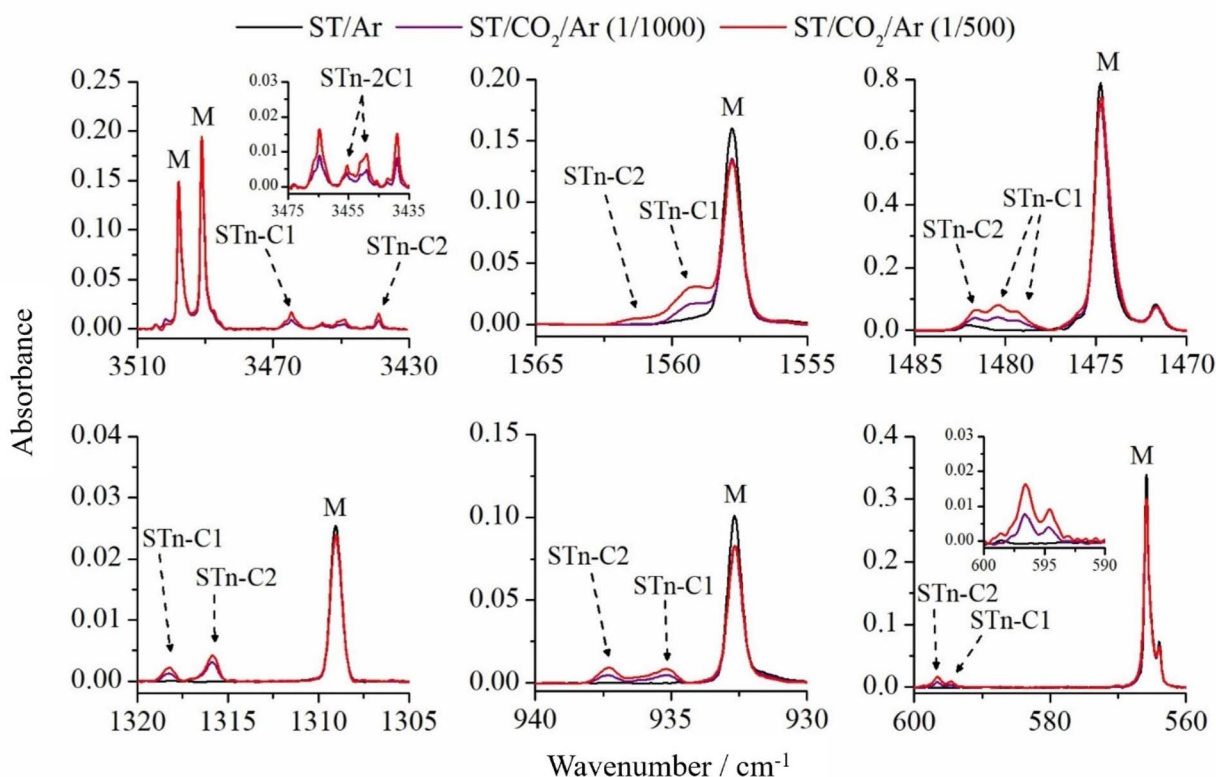 ST/Ar ST/CO2/Ar (1/1000) ST/CO2/Ar (1/500)
Absorbance
0.25
0.20
0.15
0.10
0.05
0.00
3510 3470 3430
M
M
STn-C1
STn-C2
0.03
0.02
0.01
0.00
3475 3455 3435
STn-2C1
0.20
0.15
0.10
0.05
0.00
1565 1560 1555
STn-C2
STn-C1
M
0.8
0.6
0.4
0.2
0.0
1485 1480 1475 1470
STn-C2
STn-C1
M
0.05
0.04
0.03
0.02
0.01
0.00
1320 1315 1310 1305
STn-C1
STn-C2
M
0.15
0.10
0.05
0.00
940 935 930
STn-C2
STn-C1
M
0.4
0.3
0.2
0.1
0.0
600 580 560
STn-C2
STn-C1
M
0.03
0.02
0.01
0.00
600 595 590
Wavenumber / cm-1